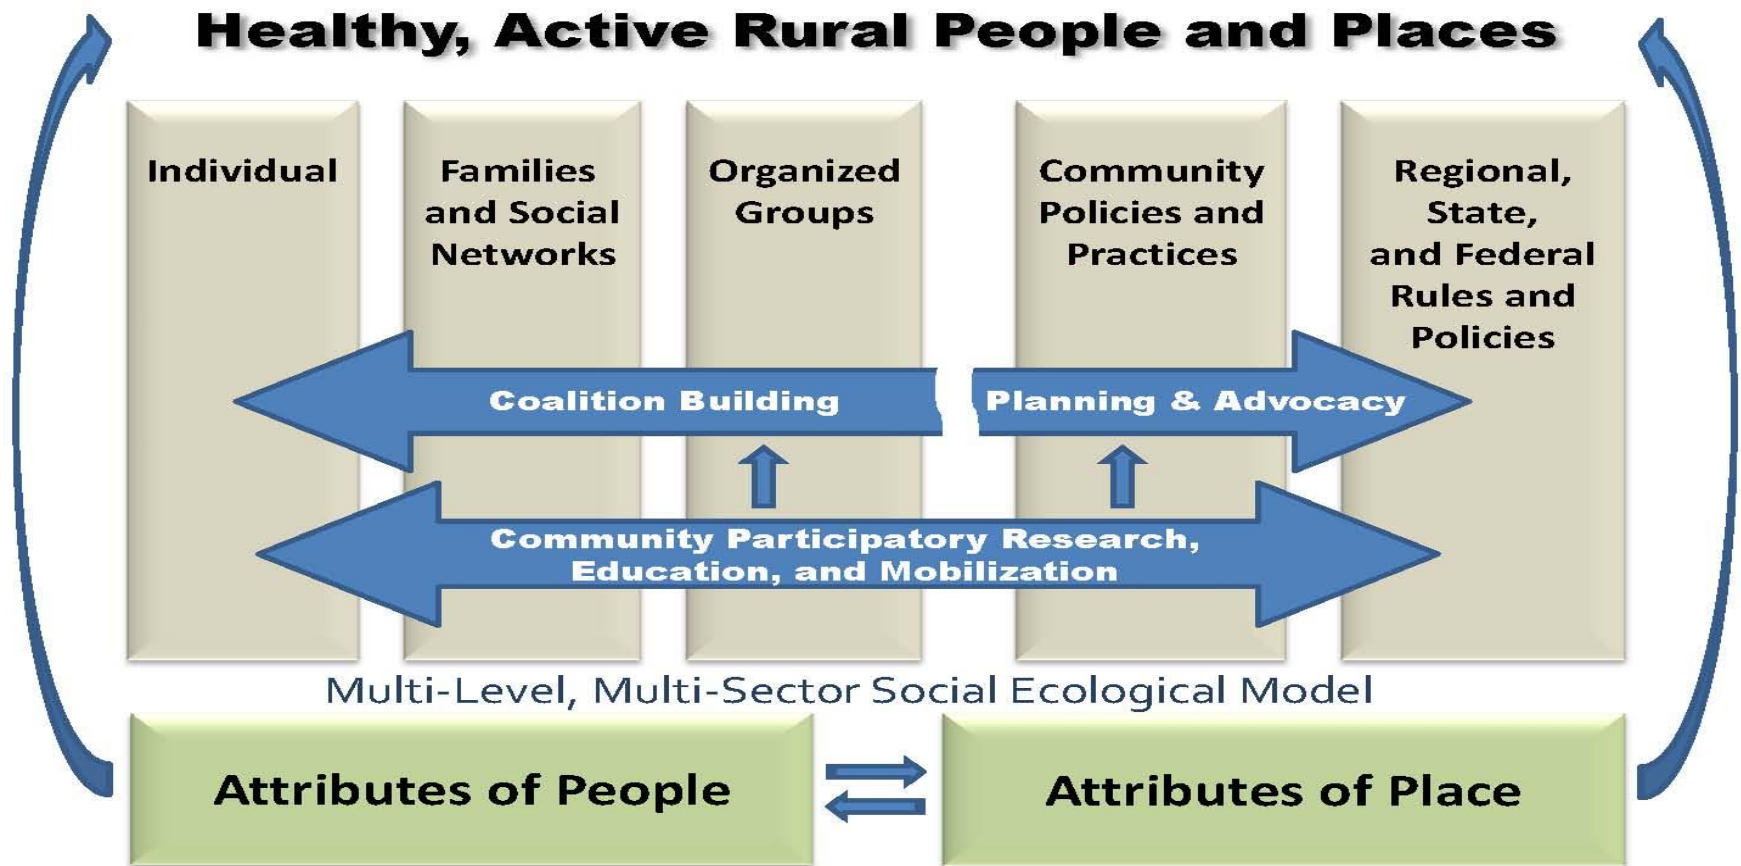 Healthy, Active Rural People and Places
Individual
Families
and Social
Networks
Organized
Groups
Community
Policies and
Practices
Regional,
State,
and Federal
Rules and
Policies
Coalition Building
Planning & Advocacy
Community Participatory Research,
Education, and Mobilization
Multi-Level, Multi-Sector Social Ecological Model
Attributes of People
Attributes of Place